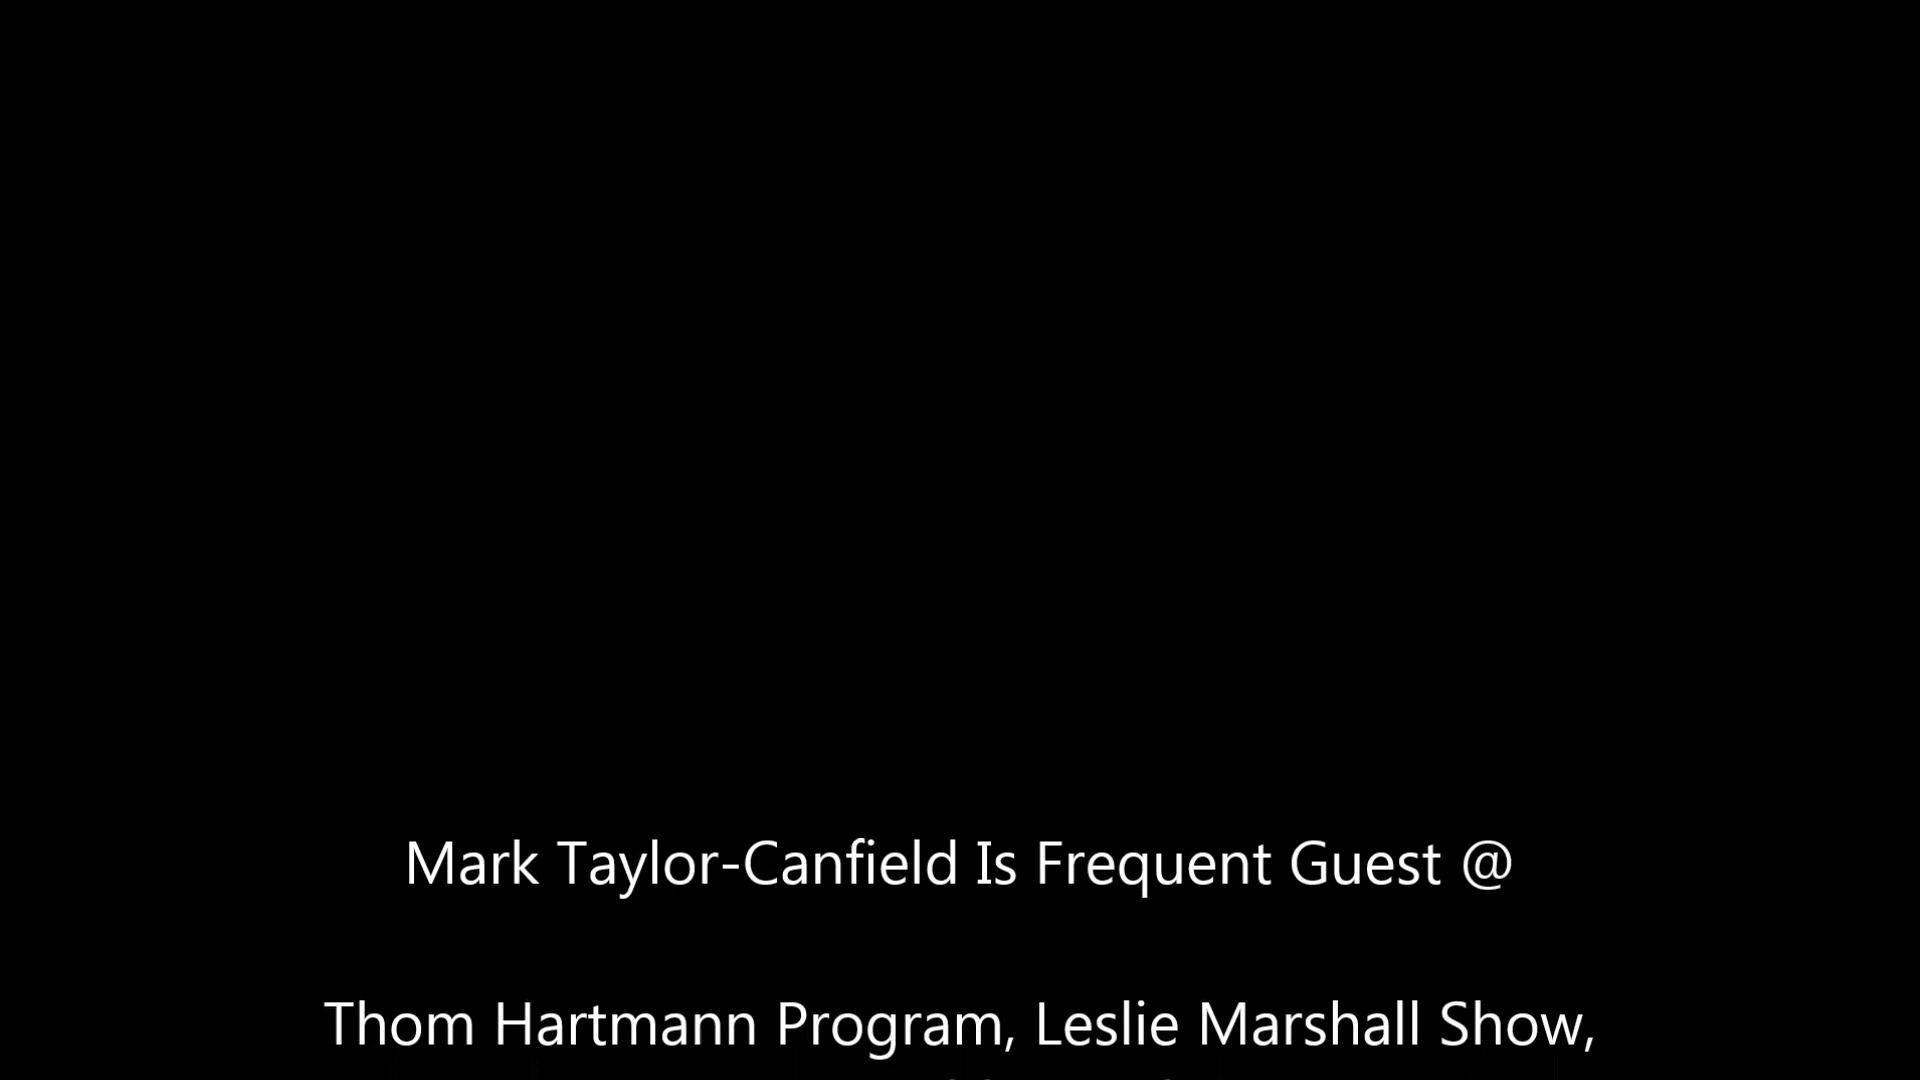 Mark Taylor-Canfield Is Frequent Guest @
Thom Hartmann Program, Leslie Marshall Show,